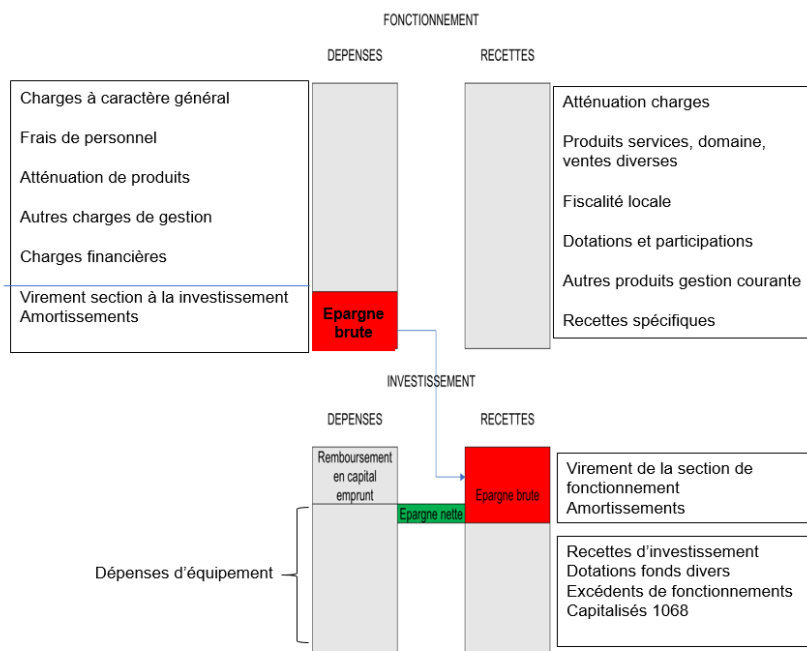 FONCTIONNEMENT
DEPENSES
RECETTES
Charges à caractère général
Frais de personnel
Atténuation de produits
Autres charges de gestion
Charges financières
Virement section à la investissement
Amortissements
Epargne
brute
Atténuation charges
Produits services, domaine,
ventes diverses
Fiscalité locale
Dotations et participations
Autres produits gestion courante
Recettes spécifiques
INVESTISSEMENT
DEPENSES
RECETTES
Remboursement
en capital
emprunt
Epargne nette
Epargne brute
Virement de la section de
fonctionnement
Amortissements
Dépenses d’équipement
Recettes d’investissement
Dotations fonds divers
Excédents de fonctionnements
Capitalisés 1068